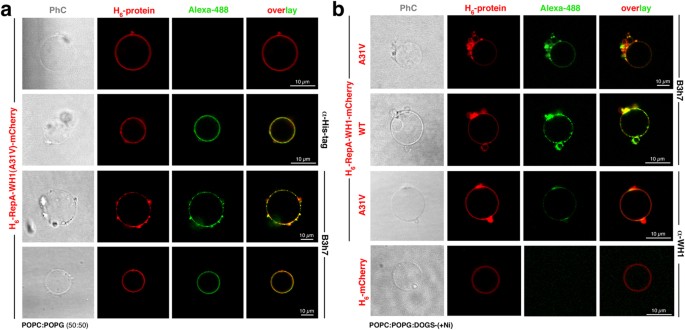 a
PhC H6-protein Alexa-488 overlay
H6-RepA-WH1(A31V)-mCherry
10 µm
10 µm
α-His-tag
10 µm
B3h7
10 µm
POPC:POPG (50:50)
b
PhC H6-protein Alexa-488 overlay
H6-RepA-WH1-mCherry
A31V
10 µm
B3h7
WT
10 µm
A31V
10 µm
α-WH1
H6-mCherry
10 µm
POPC:POPG:DOGS-(+Ni)